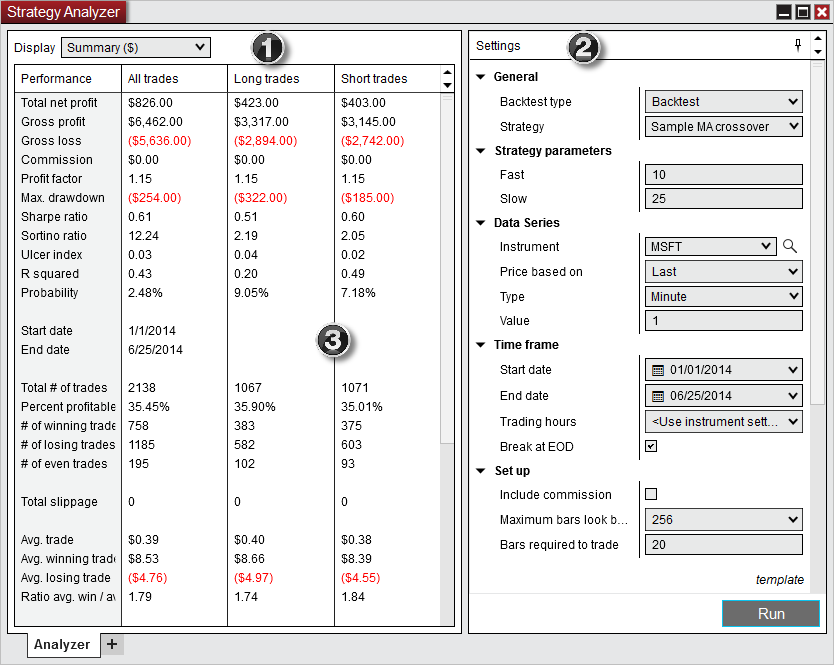 Strategy Analyzer
Display Summary ($) 1
Performance All trades Long trades Short trades
Total net profit $826.00 $423.00 $403.00
Gross profit $6,462.00 $3,317.00 $3,145.00
Gross loss ($5,636.00) ($2,894.00) ($2,742.00)
Commission $0.00 $0.00 $0.00
Profit factor 1.15 1.15 1.15
Max. drawdown ($254.00) ($322.00) ($185.00)
Sharpe ratio 0.61 0.51 0.60
Sortino ratio 12.24 2.19 2.05
Ulcer index 0.03 0.04 0.02
R squared 0.43 0.20 0.49
Probability 2.48% 9.05% 7.18%
Start date 1/1/2014
3
End date 6/25/2014
Total # of trades 2138 1067 1071
Percent profitable 35.45% 35.90% 35.01%
# of winning trade 758 383 375
# of losing trades 1185 582 603
# of even trades 195 102 93
Total slippage 0 0 0
Avg. trade $0.39 $0.40 $0.38
Avg. winning trade $8.53 $8.66 $8.39
Avg. losing trade ($4.76) ($4.97) ($4.55)
Ratio avg. win / av 1.79 1.74 1.84
Analyzer +
Settings 2
General
Backtest type Backtest
Strategy Sample MA crossover
Strategy parameters
Fast 10
Slow 25
Data Series
Instrument MSFT
Price based on Last
Type Minute
Value 1
Time frame
Start date 01/01/2014
End date 06/25/2014
Trading hours <Use instrument sett...
Break at EOD
Set up
Include commission
Maximum bars look b... 256
Bars required to trade 20
template
Run